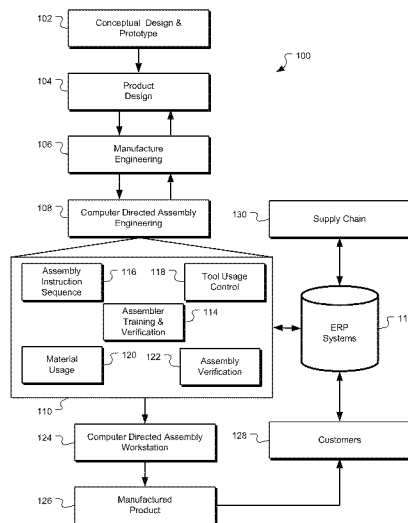 102
Conceptual Design &
Prototype
100
104
Product
Design
106
Manufacture
Engineering
108
Computer Directed Assembly
Engineering
130
Supply Chain
Assembly
Instruction
Sequence
116
118
Tool Usage
Control
Assembler
Training &
Verification
114
ERP
Systems
11
Material
Usage
120
122
Assembly
Verification
110
124
Computer Directed Assembly
Workstation
128
Customers
126
Manufactured
Product